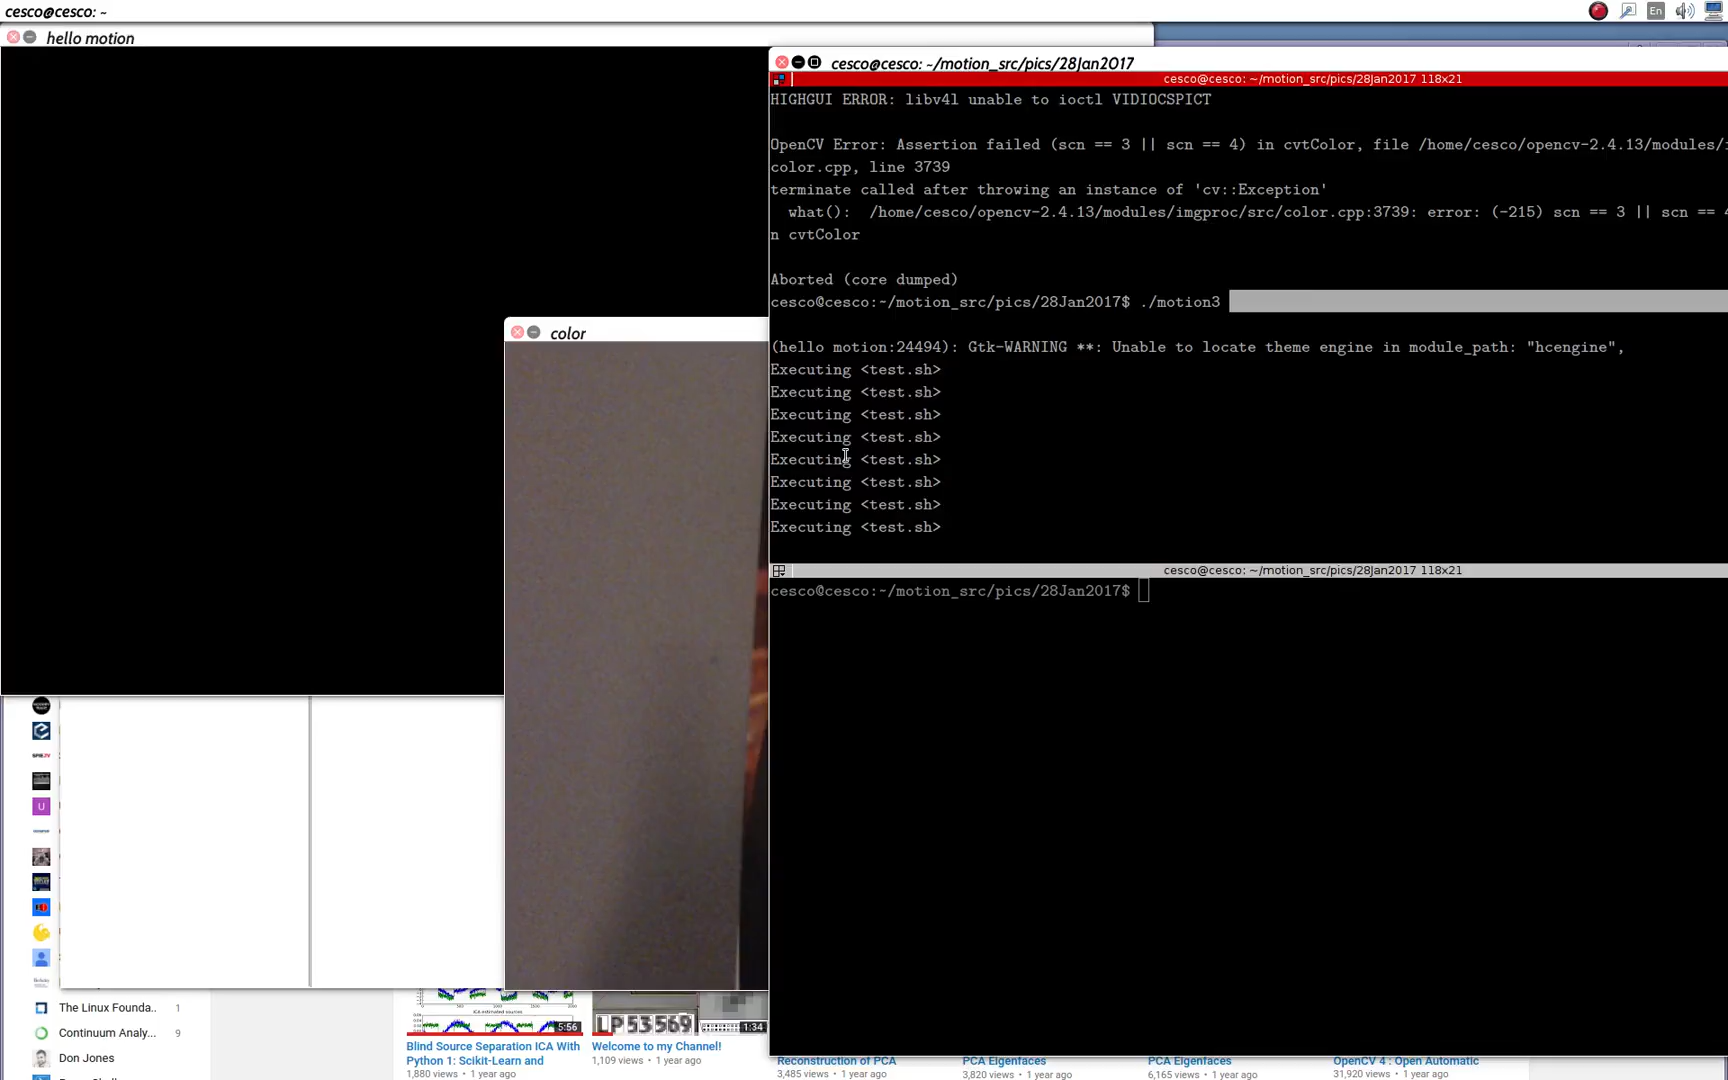 cesco@cesco: ~
En
hello motion
cesco@cesco: ~/motion_src/pics/28Jan2017
cesco@cesco: ~/motion_src/pics/28Jan2017 118x21
HIGHGUI ERROR: libv4l unable to ioctl VIDIOCSPICT
OpenCV Error: Assertion failed (scn == 3 || scn == 4) in cvtColor, file /home/cesco/opencv-2.4.13/modules/
color.cpp, line 3739
terminate called after throwing an instance of 'cv::Exception'
what(): /home/cesco/opencv-2.4.13/modules/imgproc/src/color.cpp:3739: error: (-215) scn == 3 || scn ==
n cvtColor
Aborted (core dumped)
cesco@cesco:~/motion_src/pics/28Jan2017$ ./motion3
(hello motion:24494): Gtk-WARNING **: Unable to locate theme engine in module_path: "hcengine",
Executing <test.sh>
Executing <test.sh>
Executing <test.sh>
Executing <test.sh>
Executing <test.sh>
Executing <test.sh>
Executing <test.sh>
Executing <test.sh>
cesco@cesco: ~/motion_src/pics/28Jan2017 118x21
cesco@cesco:~/motion_src/pics/28Jan2017$
color
U
The Linux Founda.. 1
Continuum Analy... 9
Don Jones
ICA estimated sources
5:56
LP 53 569
1:34
Blind Source Separation ICA With
Python 1: Scikit-Learn and
1,880 views • 1 year ago
Welcome to my Channel!
1,109 views • 1 year ago
Reconstruction of PCA
3,485 views • 1 year ago
PCA Eigenfaces
3,820 views • 1 year ago
PCA Eigenfaces
6,165 views • 1 year ago
OpenCV 4 : Open Automatic
31,920 views • 1 year ago